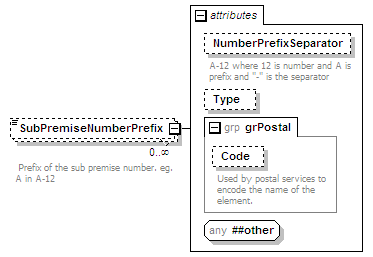 attributes
NumberPrefixSeparator
A-12 where 12 is number and A is
prefix and "-" is the separator
Type
grp grPostal
Code
Used by postal services to
encode the name of the
element.
any ##other
SubPremiseNumberPrefix
0..∞
Prefix of the sub premise number. eg.
A in A-12